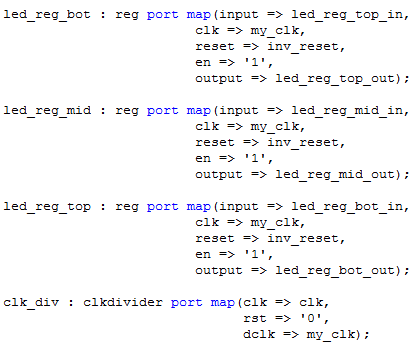 led_reg_bot : reg port map(input => led_reg_top_in,
clk => my_clk,
reset => inv_reset,
en => '1',
output => led_reg_top_out);
led_reg_mid : reg port map(input => led_reg_mid_in,
clk => my_clk,
reset => inv_reset,
en => '1',
output => led_reg_mid_out);
led_reg_top : reg port map(input => led_reg_bot_in,
clk => my_clk,
reset => inv_reset,
en => '1',
output => led_reg_bot_out);
clk_div : clkdivider port map(clk => clk,
rst => '0',
dclk => my_clk);